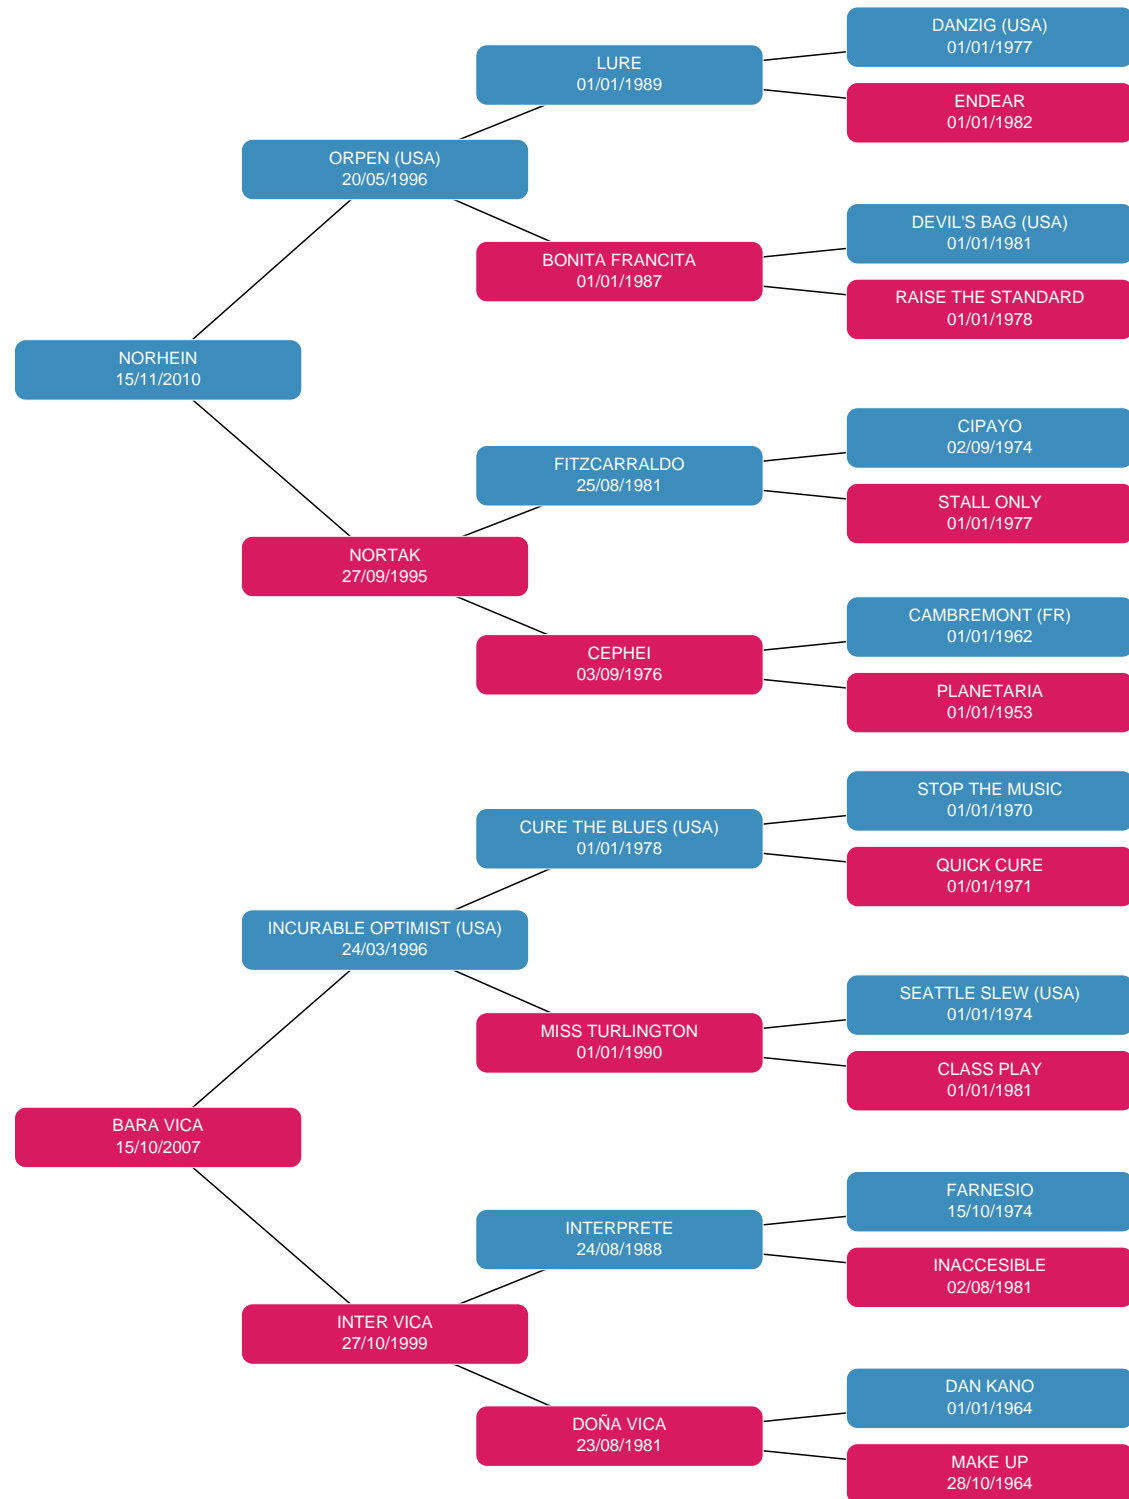 DANZIG (USA)
01/01/1977
LURE
01/01/1989
ENDEAR
01/01/1982
ORPEN (USA)
20/05/1996
DEVIL'S BAG (USA)
01/01/1981
BONITA FRANCITA
01/01/1987
RAISE THE STANDARD
01/01/1978
NORHEIN
15/11/2010
CIPAYO
02/09/1974
FITZCARRALDO
25/08/1981
STALL ONLY
01/01/1977
NORTAK
27/09/1995
CAMBREMONT (FR)
01/01/1962
CEPHEI
03/09/1976
PLANETARIA
01/01/1953
STOP THE MUSIC
01/01/1970
CURE THE BLUES (USA)
01/01/1978
QUICK CURE
01/01/1971
INCURABLE OPTIMIST (USA)
24/03/1996
SEATTLE SLEW (USA)
01/01/1974
MISS TURLINGTON
01/01/1990
CLASS PLAY
01/01/1981
BARA VICA
15/10/2007
FARNESIO
15/10/1974
INTERPRETE
24/08/1988
INACCESIBLE
02/08/1981
INTER VICA
27/10/1999
DAN KANO
01/01/1964
DOÑA VICA
23/08/1981
MAKE UP
28/10/1964